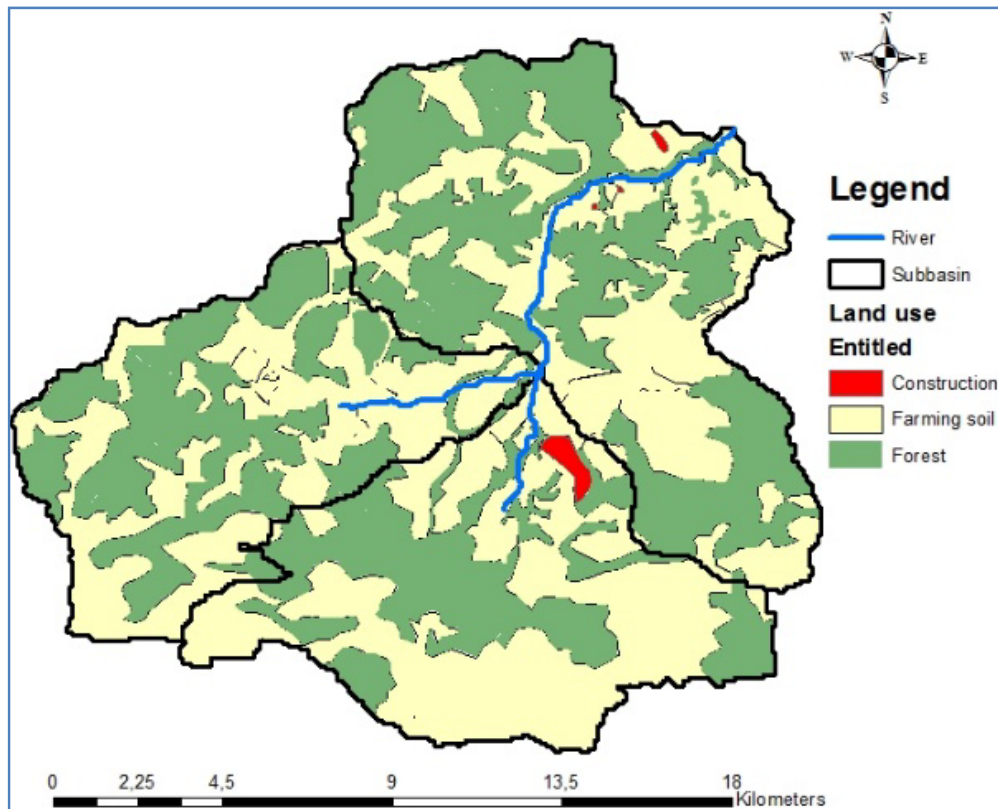 N
W E
S
Legend
River
Subbasin
Land use
Entitled
Construction
Farming soil
Forest
0 2,25 4,5 9 13,5 18
Kilometers